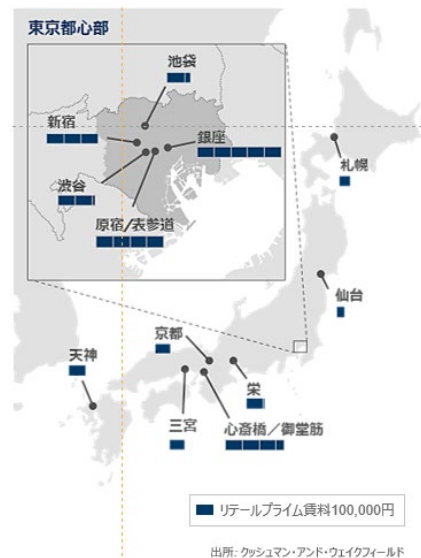 東京都心部
池袋
新宿
銀座
渋谷
原宿/表参道
札幌
仙台
京都
天神
栄
三宮
心斎橋／御堂筋
リテールプライム賃料100,000円
出所: クッシュマン・アンド・ウェイクフィールド